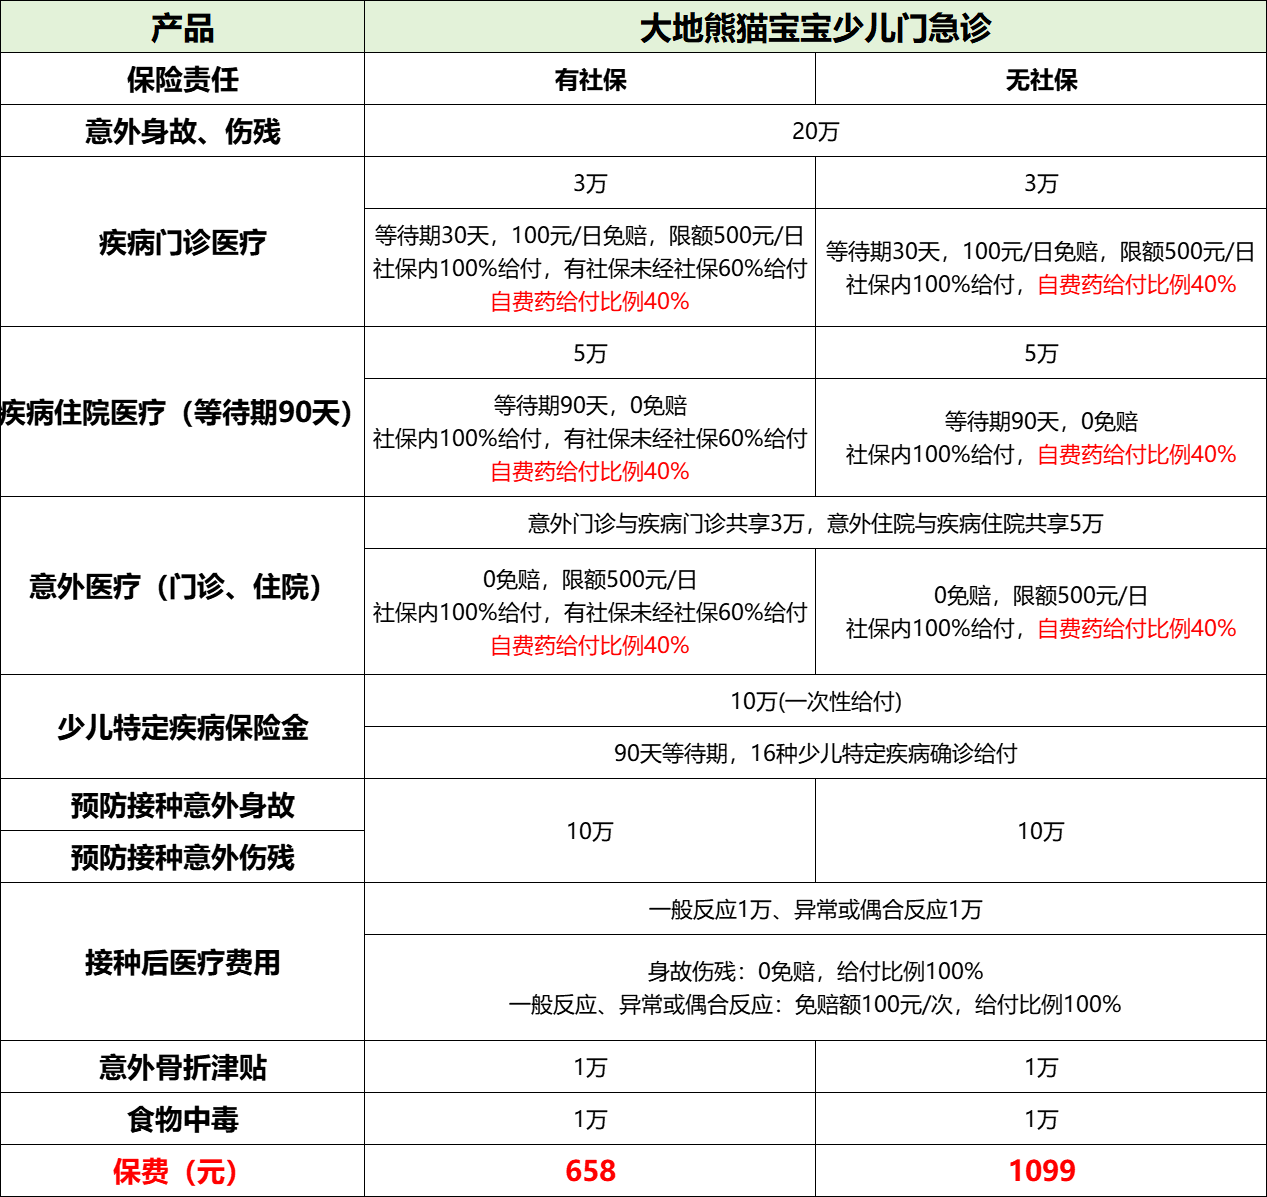 产品
大地熊猫宝宝少儿门急诊
保险责任
有社保
无社保
意外身故、伤残
20万
疾病门诊医疗
3万
3万
等待期30天，100元/日免赔，限额500元/日
社保内100%给付，有社保未经社保60%给付
自费药给付比例40%
等待期30天，100元/日免赔，限额500元/日
社保内100%给付，自费药给付比例40%
疾病住院医疗（等待期90天）
5万
5万
等待期90天，0免赔
社保内100%给付，有社保未经社保60%给付
自费药给付比例40%
等待期90天，0免赔
社保内100%给付，自费药给付比例40%
意外医疗（门诊、住院）
意外门诊与疾病门诊共享3万，意外住院与疾病住院共享5万
0免赔，限额500元/日
社保内100%给付，有社保未经社保60%给付
自费药给付比例40%
0免赔，限额500元/日
社保内100%给付，自费药给付比例40%
少儿特定疾病保险金
10万(一次性给付)
90天等待期，16种少儿特定疾病确诊给付
预防接种意外身故
预防接种意外伤残
10万
10万
接种后医疗费用
一般反应1万、异常或偶合反应1万
身故伤残：0免赔，给付比例100%
一般反应、异常或偶合反应：免赔额100元/次，给付比例100%
意外骨折津贴
1万
1万
食物中毒
1万
1万
保费（元）
658
1099